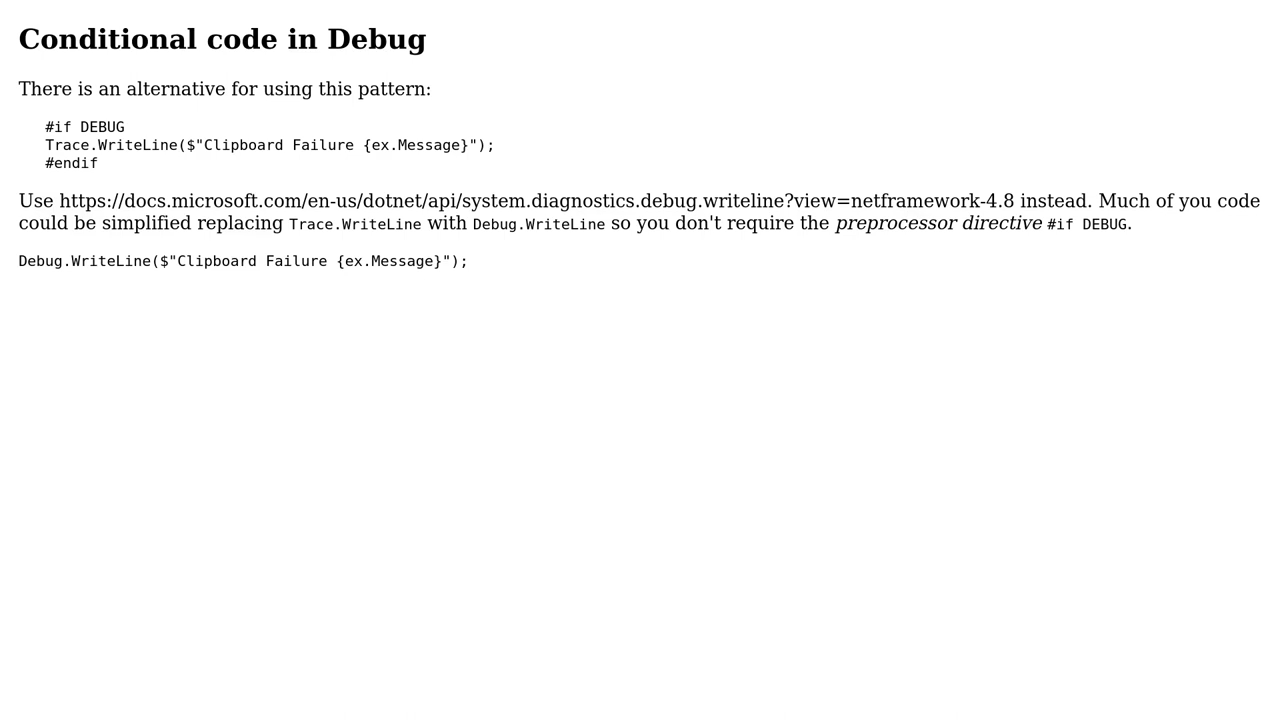 Conditional code in Debug
There is an alternative for using this pattern:
#if DEBUG
Trace.WriteLine($"Clipboard Failure {ex.Message}");
#endif
Use https://docs.microsoft.com/en-us/dotnet/api/system.diagnostics.debug.writeline?view=netframework-4.8 instead. Much of you code
could be simplified replacing Trace.WriteLine with Debug.WriteLine so you don't require the preprocessor directive #if DEBUG.
Debug.WriteLine($"Clipboard Failure {ex.Message}");